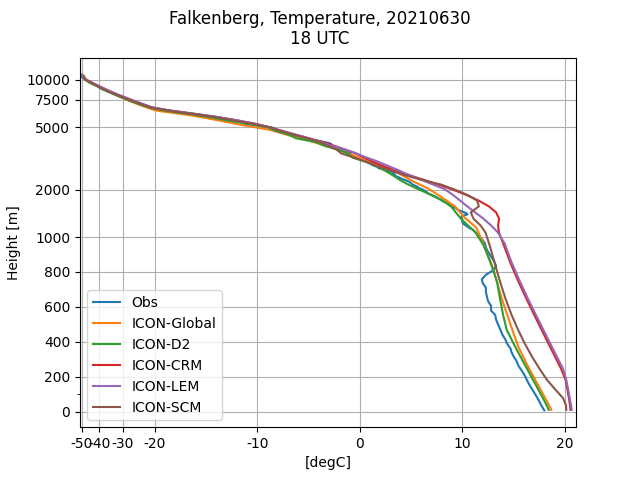 Falkenberg, Temperature, 20210630
18 UTC
Height [m]
10000
7500
5000
2000
1000
800
600
400
200
0
Obs
ICON-Global
ICON-D2
ICON-CRM
ICON-LEM
ICON-SCM
-50 -40 -30 -20 -10 0 10 20
[degC]